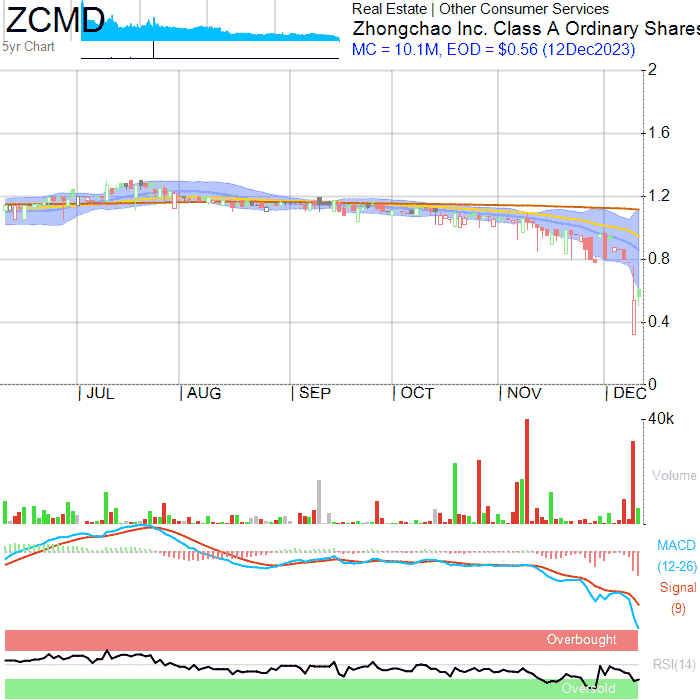 ZCMD
5yr Chart
Real Estate | Other Consumer Services
Zhongchao Inc. Class A Ordinary Shares
MC = 10.1M, EOD = $0.56 (12Dec2023)
2
1.6
1.2
0.8
0.4
0
JUL AUG SEP OCT NOV DEC
40k
Volume
MACD
(12-26)
Signal
(9)
Overbought
RSI(14)
Oversold